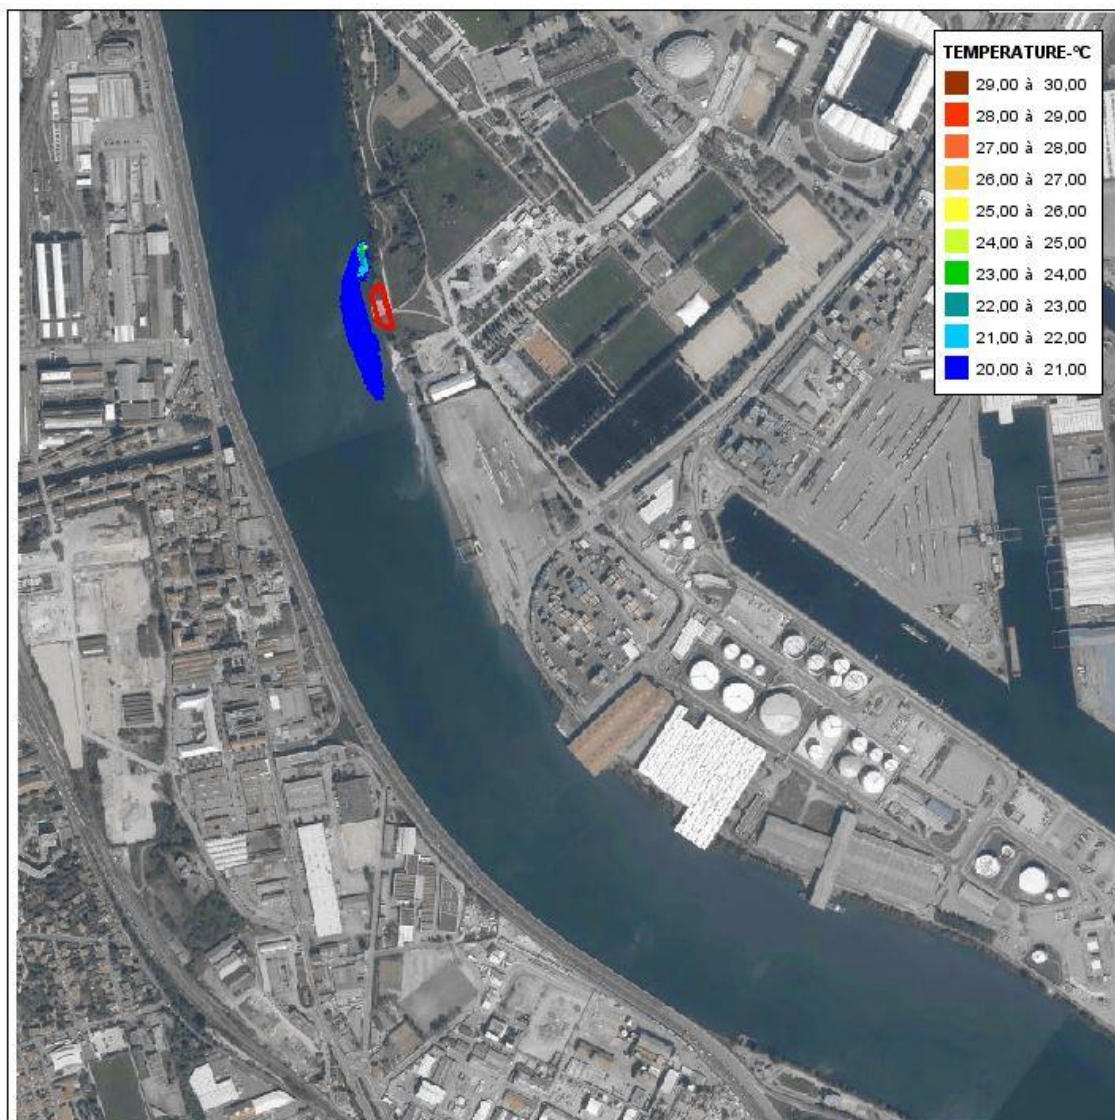 TEMPERATURE-°C
29,00 à 30,00
28,00 à 29,00
27,00 à 28,00
26,00 à 27,00
25,00 à 26,00
24,00 à 25,00
23,00 à 24,00
22,00 à 23,00
21,00 à 22,00
20,00 à 21,00